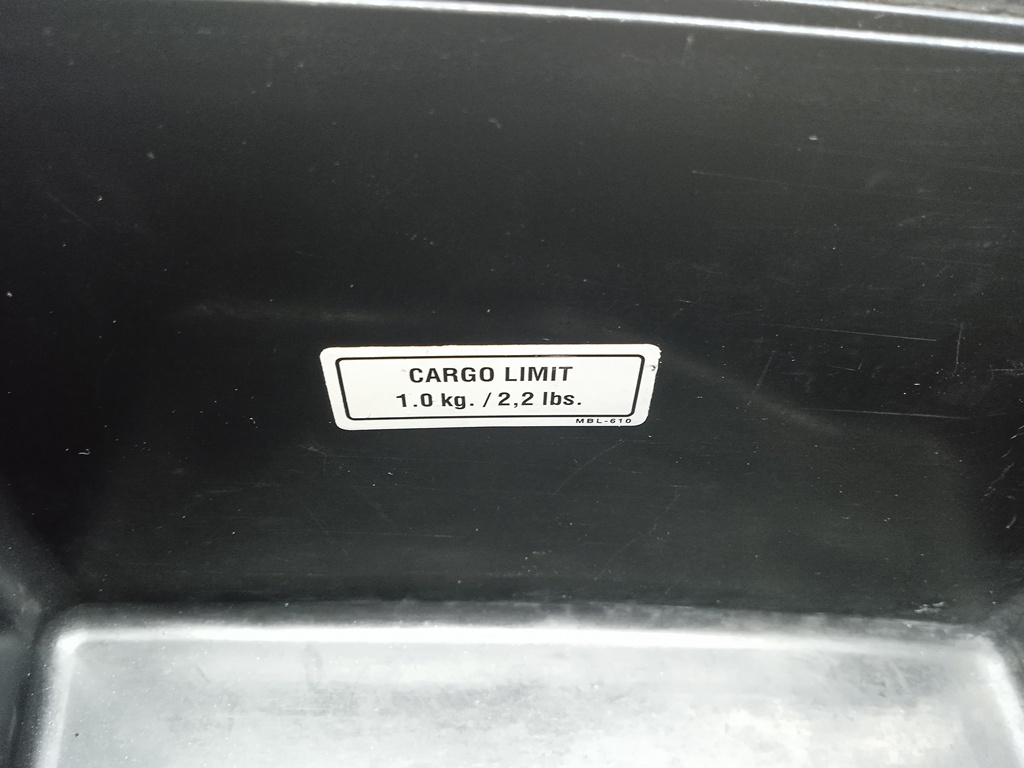 CARGO LIMIT
1.0 kg. / 2,2 lbs.
MBL-610